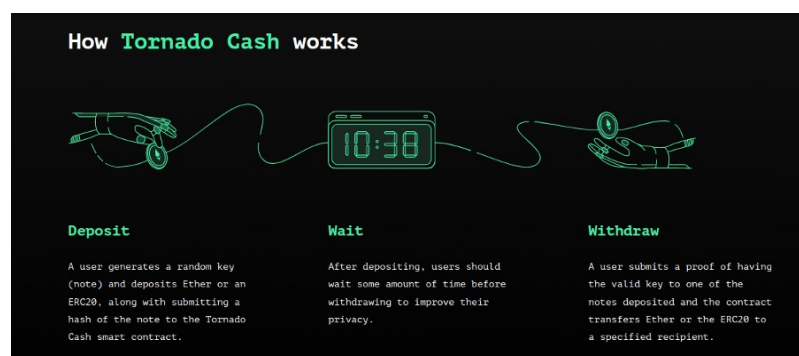 How Tornado Cash works
10:38
Deposit
A user generates a random key
(note) and deposits Ether or an
ERC20, along with submitting a
hash of the note to the Tornado
Cash smart contract.
Wait
After depositing, users should
wait some amount of time before
withdrawing to improve their
privacy.
Withdraw
A user submits a proof of having
the valid key to one of the
notes deposited and the contract
transfers Ether or the ERC20 to
a specified recipient.